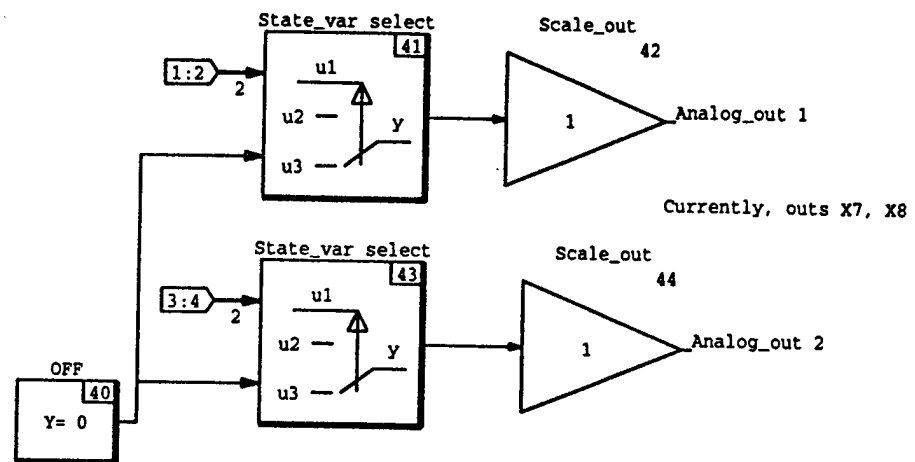 State_var select
41
Scale_out
42
1:2
2
u1
u2
y
u3
1
Analog_out 1
Currently, outs X7, X8
State_var select
43
Scale_out
44
3:4
2
u1
u2
y
u3
1
Analog_out 2
OFF
40
Y= 0